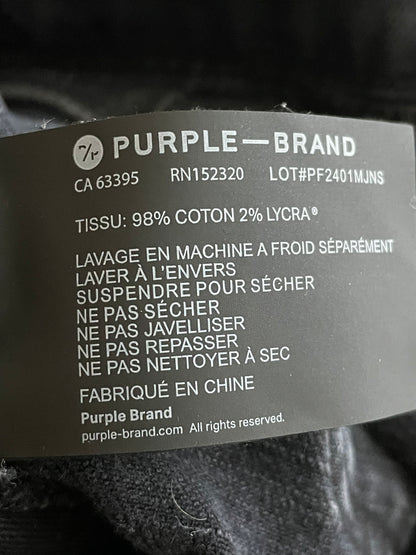 PURPLE—BRAND
CA 63395 RN152320 LOT#PF2401MJNS
TISSU: 98% COTON 2% LYCRA®
LAVAGE EN MACHINE A FROID SÉPARÉMENT
LAVER À L'ENVERS
SUSPENDRE POUR SÉCHER
NE PAS SÉCHER
NE PAS JAVELLISER
NE PAS REPASSER
NE PAS NETTOYER À SEC
FABRIQUÉ EN CHINE
Purple Brand
purple-brand.com All rights reserved.